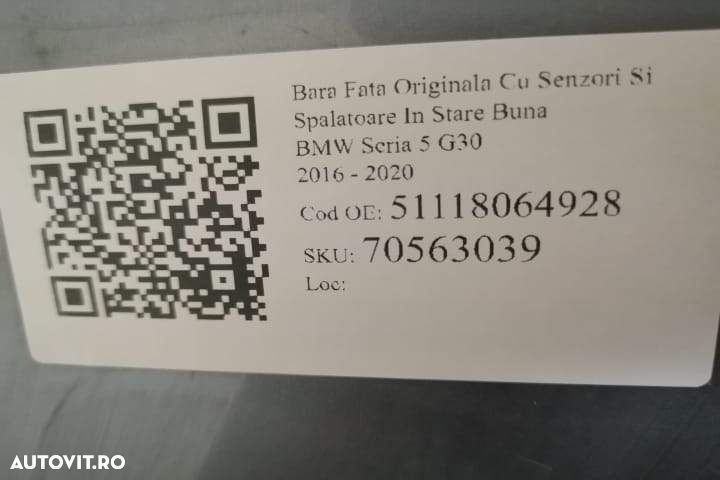 Bara Fata Originala Cu Senzori Si
Spalatoare In Stare Buna
BMW Seria 5 G30
2016 - 2020
Cod OE: 51118064928
SKU: 70563039
Loc:
AUTOVIT.RO